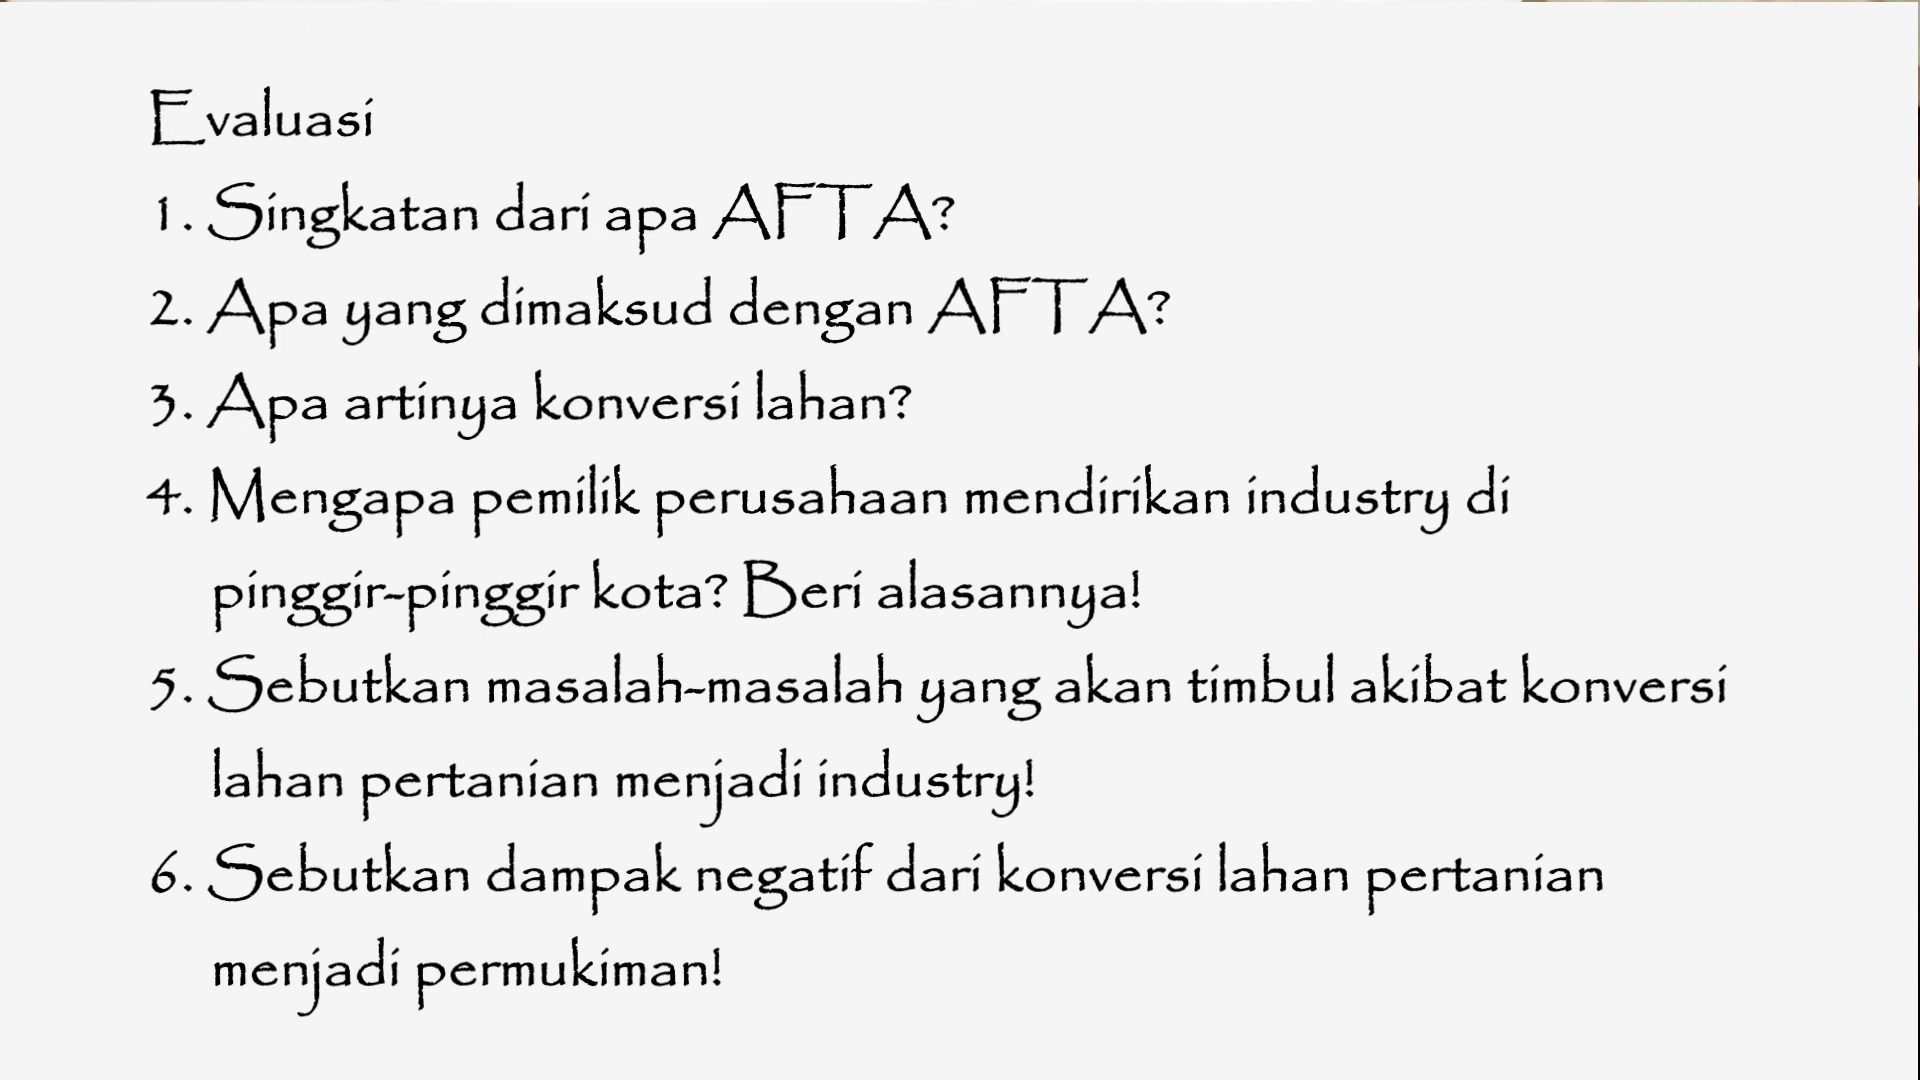 Evaluasi
1. Singkatan dari apa AFTA?
2. Apa yang dimaksud dengan AFTA?
3. Apa artinya konversi lahan?
4. Mengapa pemilik perusahaan mendirikan industry di
pinggir-pinggir kota? Beri alasannya!
5. Sebutkan masalah-masalah yang akan timbul akibat konversi
lahan pertanian menjadi industry!
6. Sebutkan dampak negatif dari konversi lahan pertanian
menjadi permukiman!